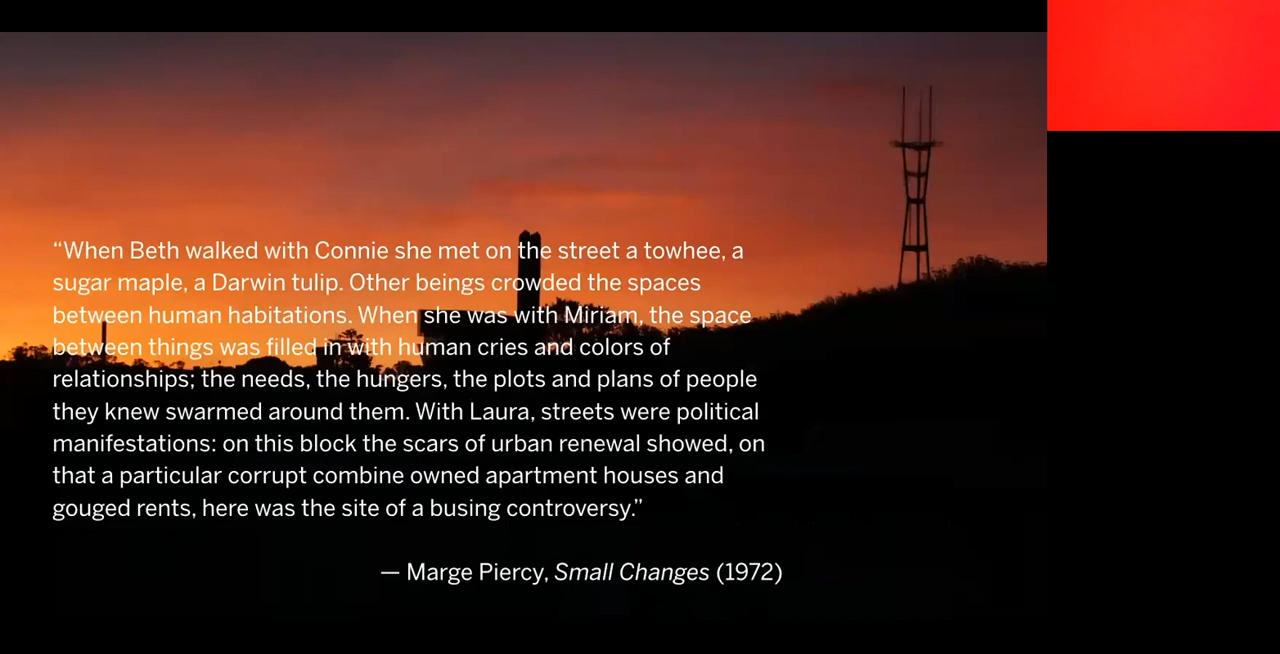 “When Beth walked with Connie she met on the street a towhee, a
sugar maple, a Darwin tulip. Other beings crowded the spaces
between human habitations. When she was with Miriam, the space
between things was filled in with human cries and colors of
relationships; the needs, the hungers, the plots and plans of people
they knew swarmed around them. With Laura, streets were political
manifestations: on this block the scars of urban renewal showed, on
that a particular corrupt combine owned apartment houses and
gouged rents, here was the site of a busing controversy.”
— Marge Piercy, Small Changes (1972)